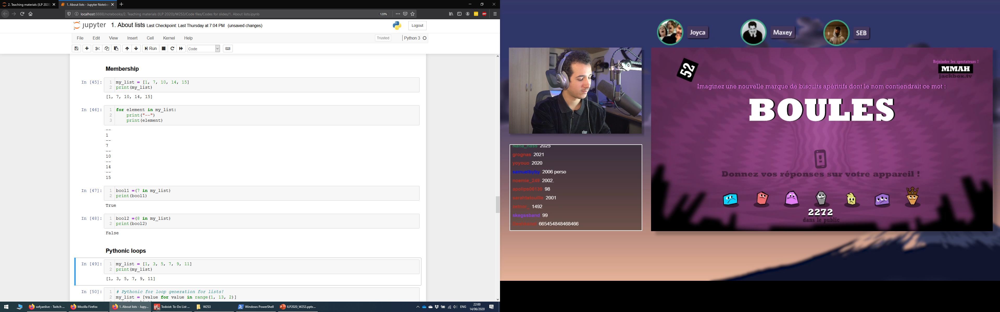 2. Teaching materials (ILP 2020)
1. About lists - Jupyter Notebo
localhost:8888/notebooks/2. Teaching materials (ILP 2020)/W2S3/Code files/Codes for slides/1. About lists.ipynb
120%
ABP
jupyter 1. About lists Last Checkpoint: Last Thursday at 7:04 PM (unsaved changes)
Logout
File Edit View Insert Cell Kernel Help
Trusted
Python 3
Run
Code
Membership
In [45]:
1 my_list = [1, 7, 10, 14, 15]
2 print(my_list)
[1, 7, 10, 14, 15]
In [46]:
1 for element in my_list:
2 print("--")
3 print(element)
--
1
--
7
--
10
--
14
--
15
In [47]:
1 bool1 =(7 in my_list)
2 print(bool1)
True
In [48]:
1 bool2 =(8 in my_list)
2 print(bool2)
False
Pythonic loops
In [49]:
1 my_list = [1, 3, 5, 7, 9, 11]
2 print(my_list)
[1, 3, 5, 7, 9, 11]
In [50]:
1 # Pythonic for loop generation for lists!
2 my_list = [value for value in range(1, 13, 2)]
sofyanlive - Twitch ...
Mozilla Firefox
1. About lists - Jupy...
14
Todoist: To-Do List ...
W2S3
Windows PowerShell
ILP2020_W2S3.pptx...
ENG
22:00
14/06/2020
Joyca
Maxey
SEB
Nana_nass 2025
grognas 2021
yoyouo 2020
samuelbyby 2006 perso
noemie_249 2002.
apolips06139 98
2001
1492
skegssband 99
665454848468466
52
Rejoindre les spectateurs !
MMAH
jackbox.tv
Imaginez une nouvelle marque de biscuits apéritifs dont le nom contiendrait ce mot :
BOULES
Donnez vos réponses sur votre appareil !
2272
dans le public